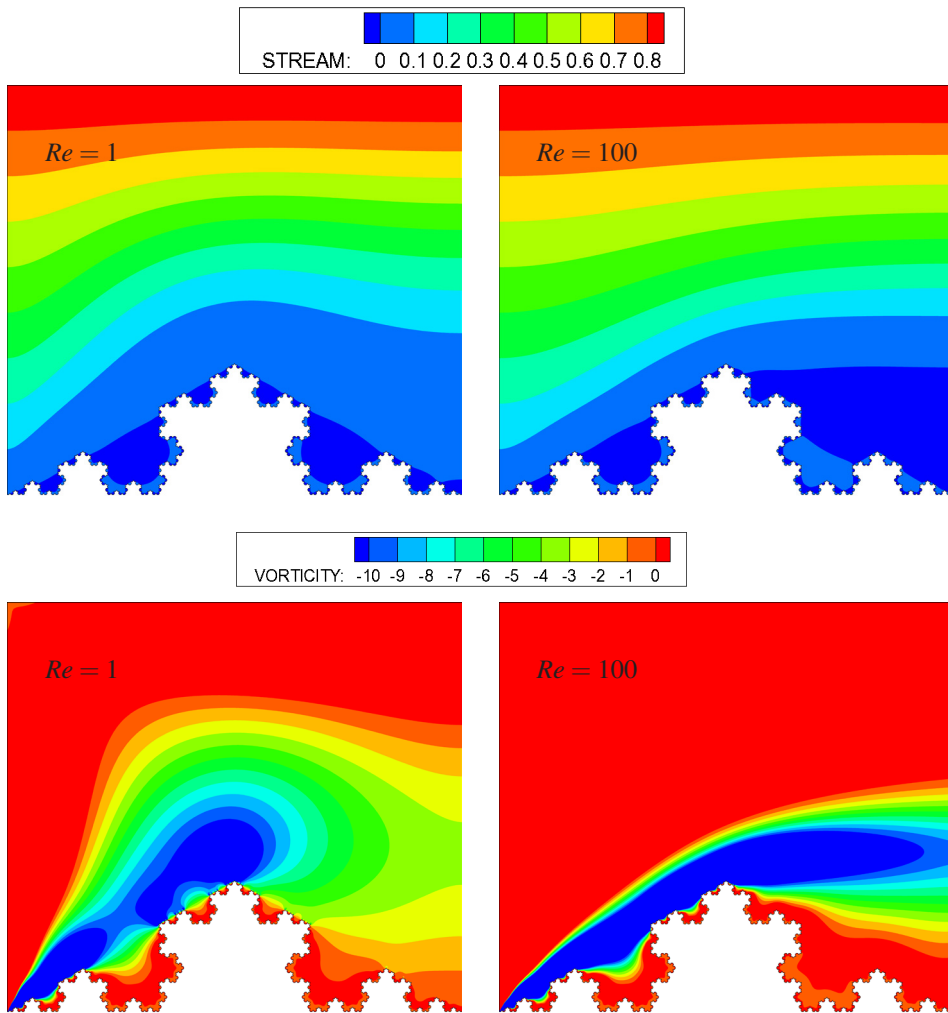 STREAM: 0 0.1 0.2 0.3 0.4 0.5 0.6 0.7 0.8
Re = 1
Re = 100
VORTICITY: -10 -9 -8 -7 -6 -5 -4 -3 -2 -1 0
Re = 1
Re = 100